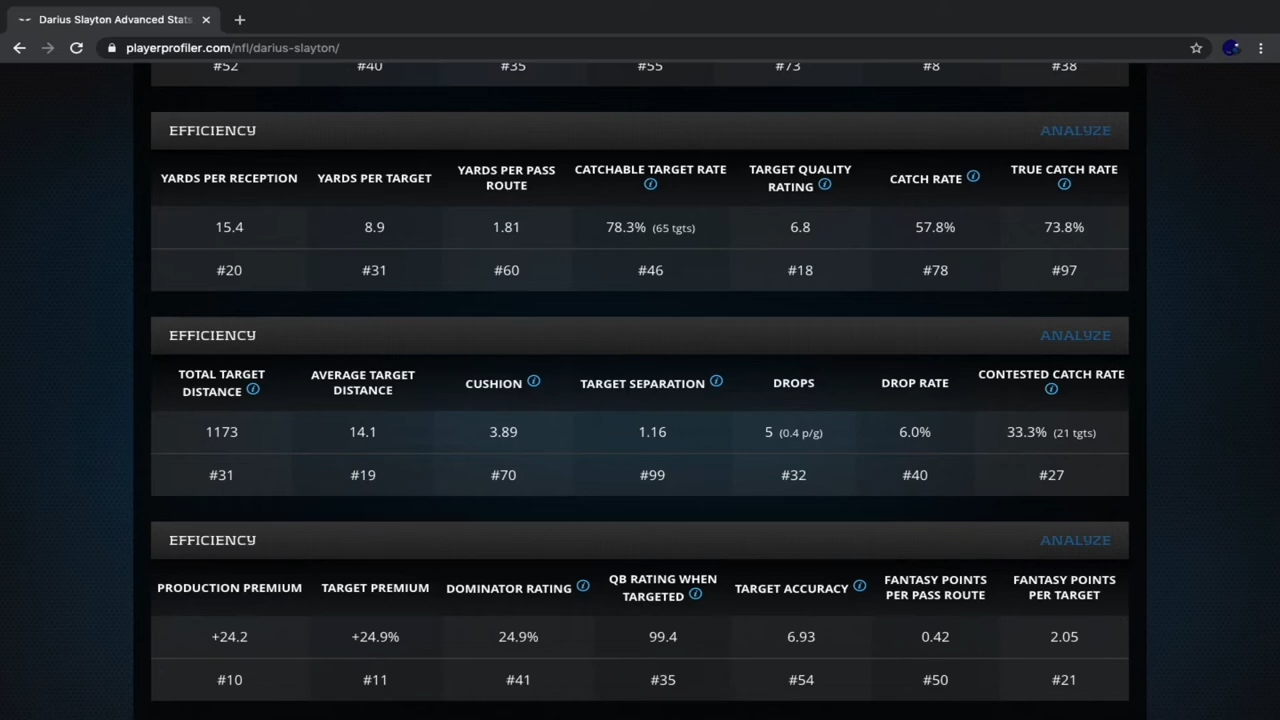 Darius Slayton Advanced Stats
playerprofiler.com/nfl/darius-slayton/
#52 #40 #35 #55 #73 #8 #38
EFFICIENCY ANALYZE
YARDS PER RECEPTION YARDS PER TARGET YARDS PER PASS ROUTE CATCHABLE TARGET RATE TARGET QUALITY RATING CATCH RATE TRUE CATCH RATE
15.4 8.9 1.81 78.3% (65 tgts) 6.8 57.8% 73.8%
#20 #31 #60 #46 #18 #78 #97
EFFICIENCY ANALYZE
TOTAL TARGET DISTANCE AVERAGE TARGET DISTANCE CUSHION TARGET SEPARATION DROPS DROP RATE CONTESTED CATCH RATE
1173 14.1 3.89 1.16 5 (0.4 p/g) 6.0% 33.3% (21 tgts)
#31 #19 #70 #99 #32 #40 #27
EFFICIENCY ANALYZE
PRODUCTION PREMIUM TARGET PREMIUM DOMINATOR RATING QB RATING WHEN TARGETED TARGET ACCURACY FANTASY POINTS PER PASS ROUTE FANTASY POINTS PER TARGET
+24.2 +24.9% 24.9% 99.4 6.93 0.42 2.05
#10 #11 #41 #35 #54 #50 #21